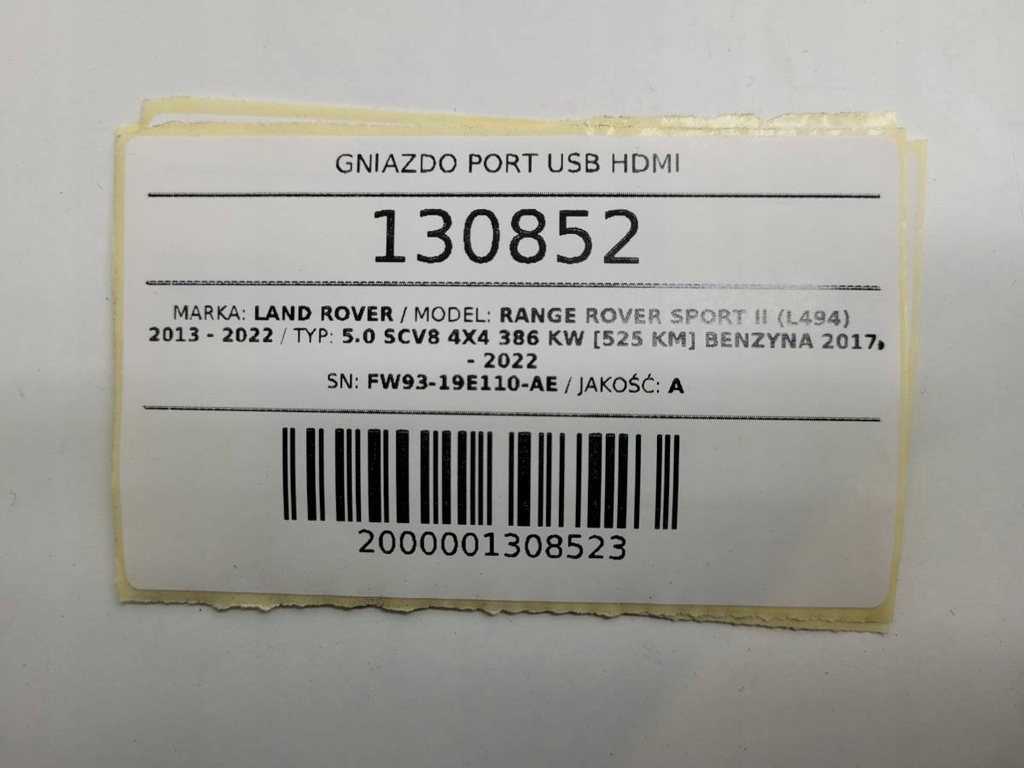 GNIAZDO PORT USB HDMI
130852
MARKA: LAND ROVER / MODEL: RANGE ROVER SPORT II (L494)
2013 - 2022 / TYP: 5.0 SCV8 4X4 386 KW [525 KM] BENZYNA 2017
- 2022
SN: FW93-19E110-AE / JAKOŚĆ: A
2000001308523